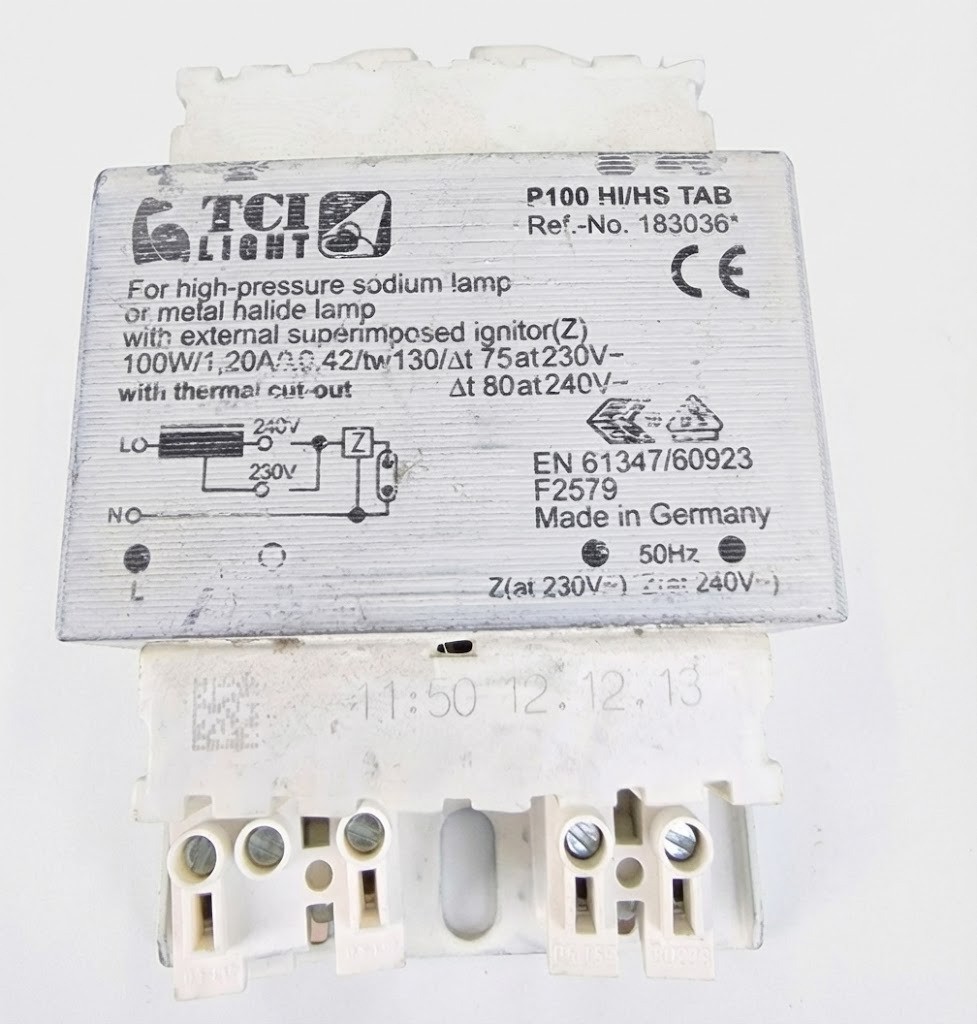 TCI
LIGHT
P100 HI/HS TAB
Ref.-No. 183036*
CE
For high-pressure sodium lamp
or metal halide lamp
with external superimposed ignitor(Z)
100W/1,20A/λ0,42/tw130/Δt 75at230V~
with thermal cut-out Δt 80at240V~
L 240V Z
230V
N
EN 61347/60923
F2579
Made in Germany
50Hz
L Z(at 230V~) Z(at 240V~)
11:50 12.12.13